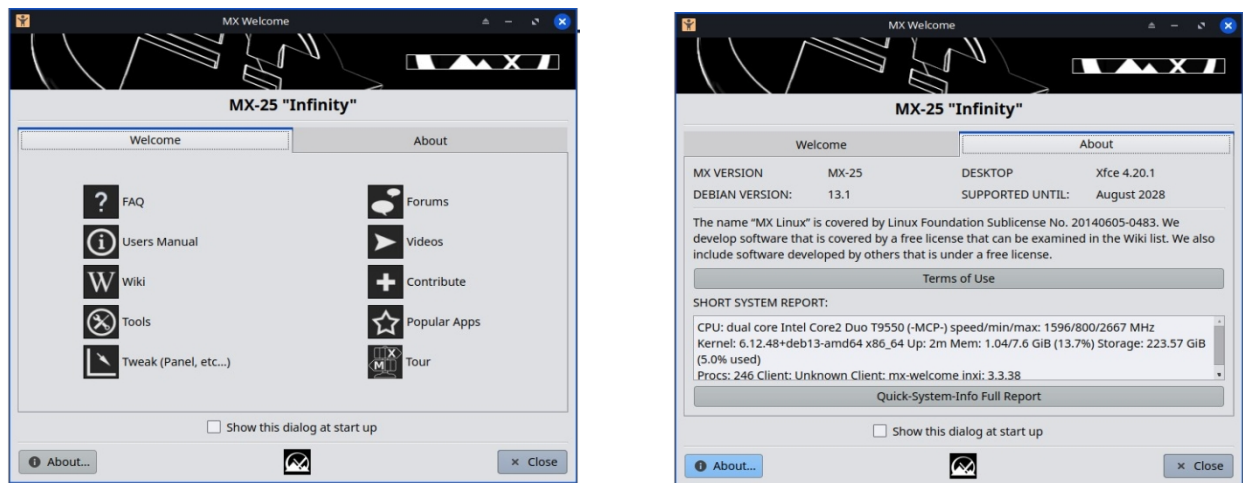 MX Welcome
MX
MX-25 "Infinity"
Welcome
About
FAQ
Forums
Users Manual
Videos
Wiki
Contribute
Tools
Popular Apps
Tweak (Panel, etc...)
Tour
Show this dialog at start up
About...
Close
MX Welcome
MX
MX-25 "Infinity"
Welcome
About
MX VERSION MX-25 DESKTOP Xfce 4.20.1
DEBIAN VERSION: 13.1 SUPPORTED UNTIL: August 2028
The name “MX Linux” is covered by Linux Foundation Sublicense No. 20140605-0483. We
develop software that is covered by a free license that can be examined in the Wiki list. We also
include software developed by others that is under a free license.
Terms of Use
SHORT SYSTEM REPORT:
CPU: dual core Intel Core2 Duo T9550 (-MCP-) speed/min/max: 1596/800/2667 MHz
Kernel: 6.12.48+deb13-amd64 x86_64 Up: 2m Mem: 1.04/7.6 GiB (13.7%) Storage: 223.57 GiB
(5.0% used)
Procs: 246 Client: Unknown Client: mx-welcome inxi: 3.3.38
Quick-System-Info Full Report
Show this dialog at start up
About...
Close